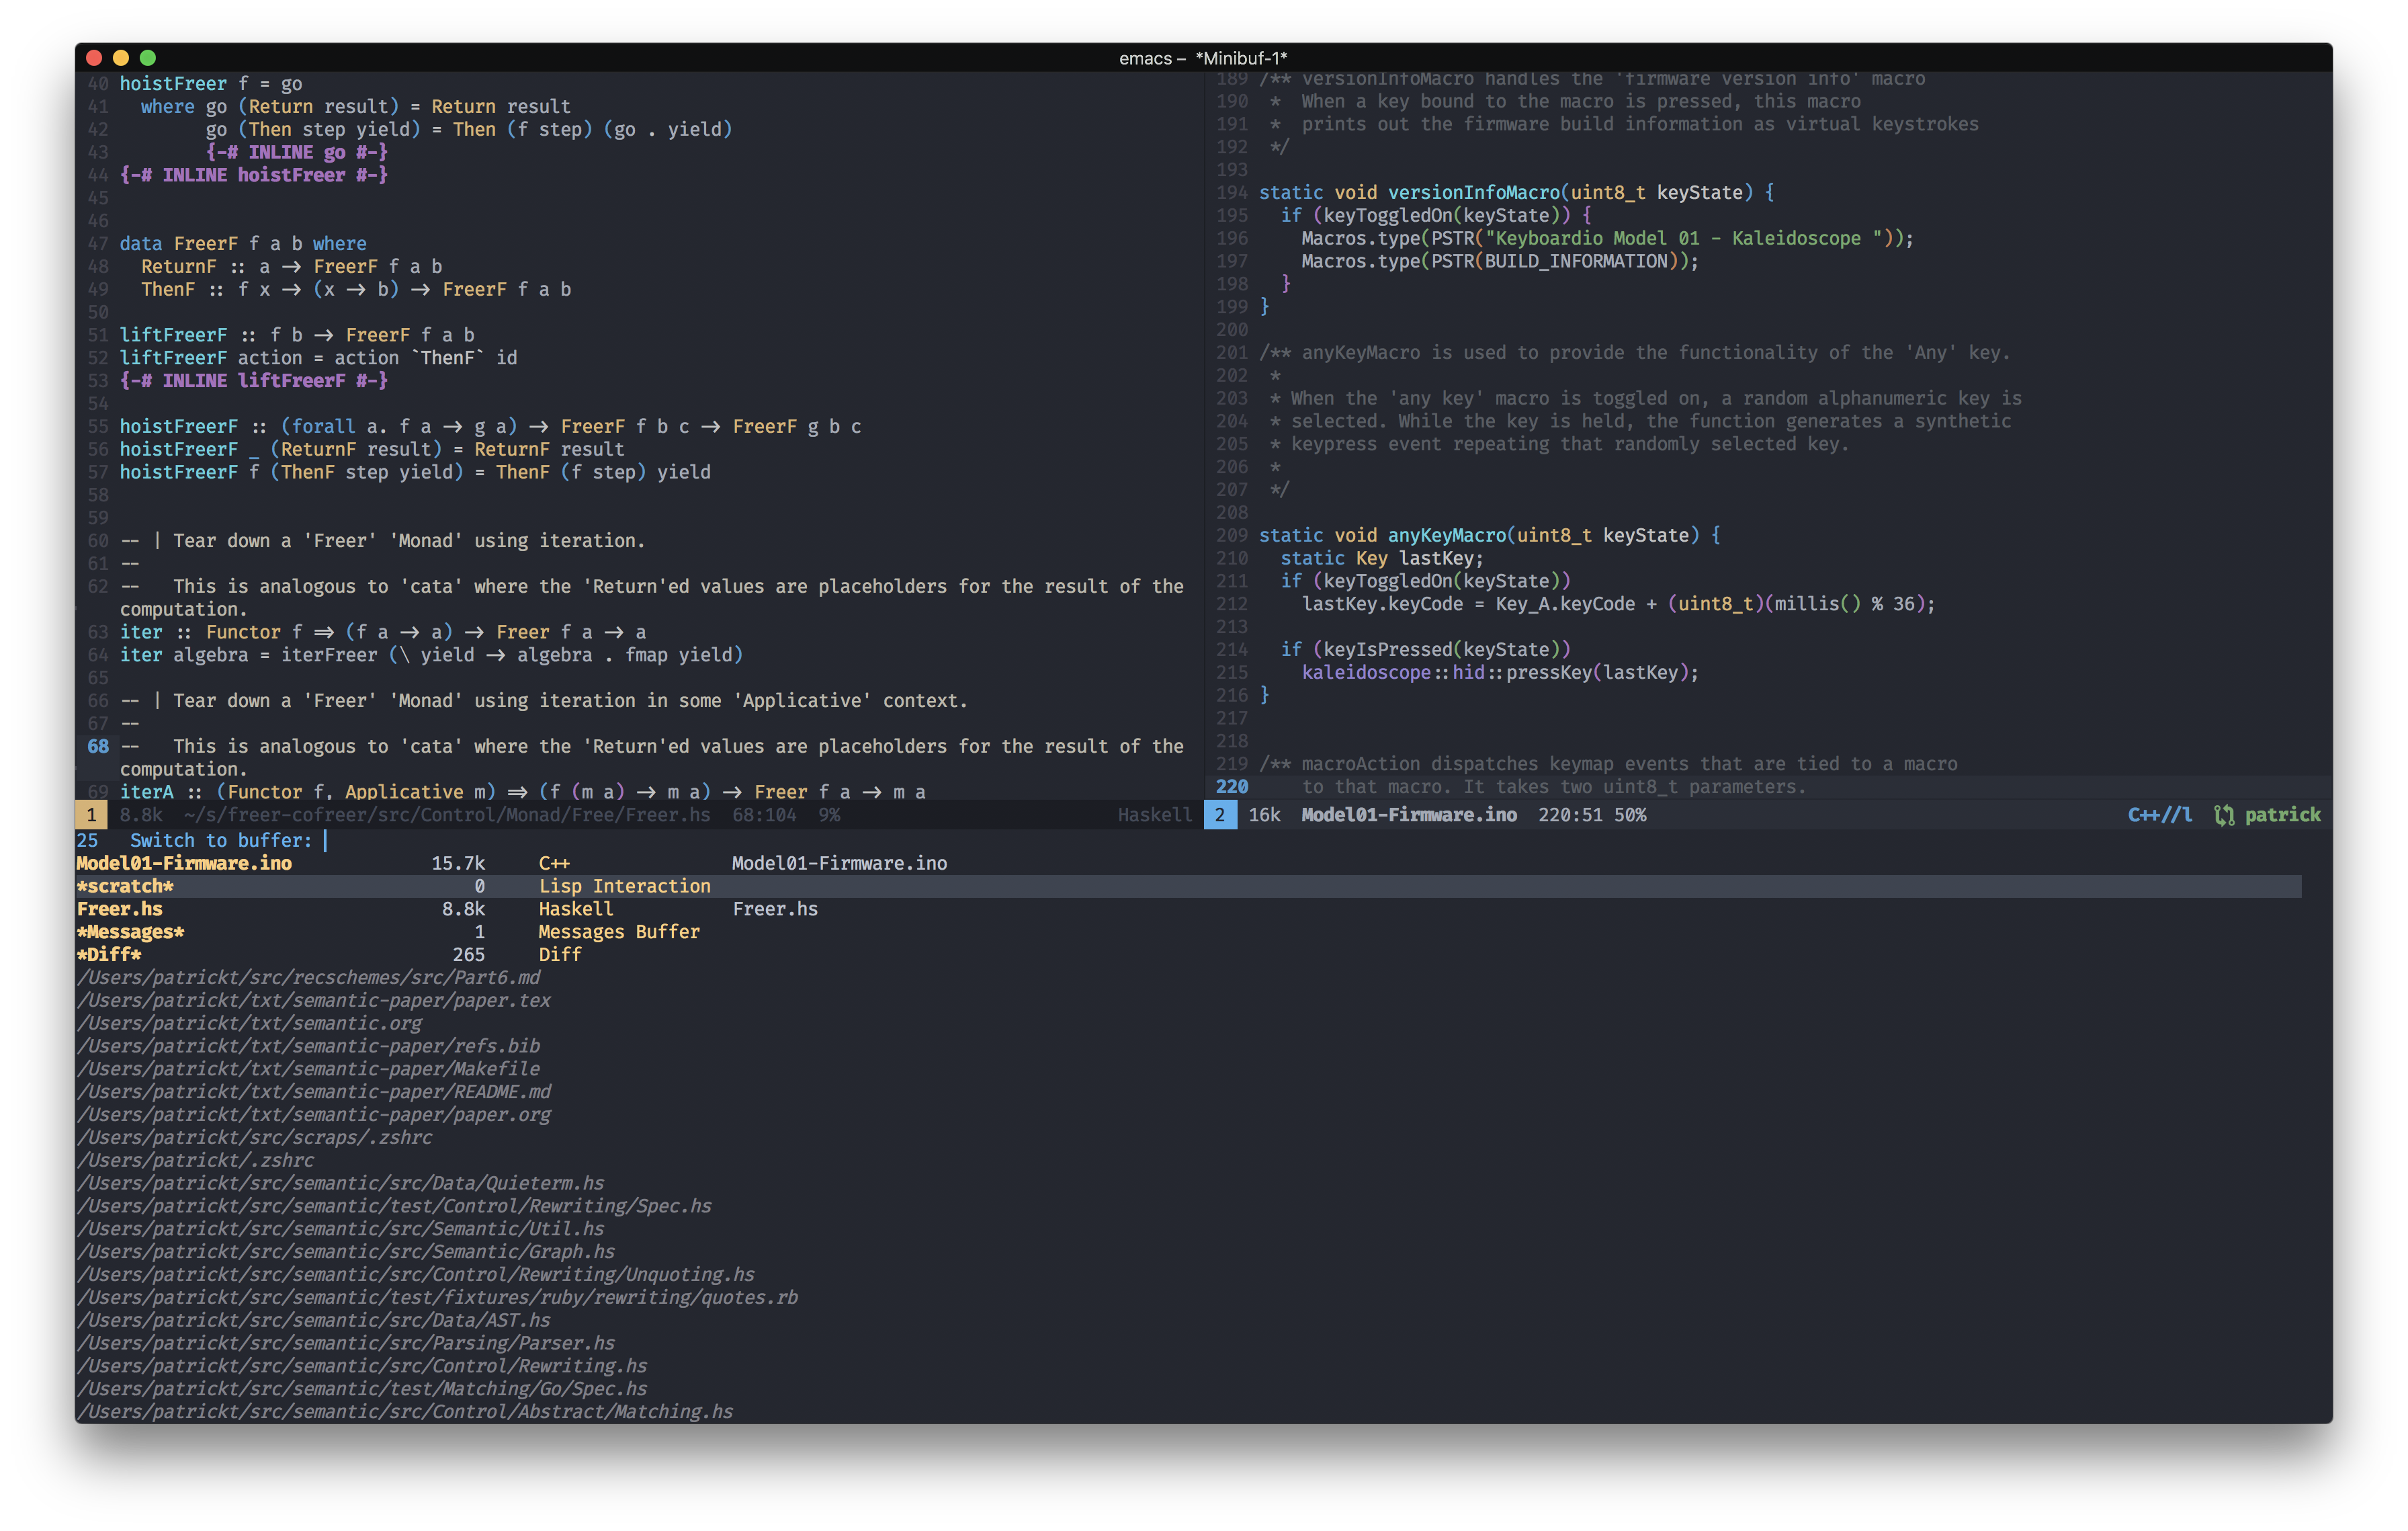 emacs – *Minibuf-1*
40 hoistFreer f = go
41   where go (Return result) = Return result
42         go (Then step yield) = Then (f step) (go . yield)
43         {-# INLINE go #-}
44 {-# INLINE hoistFreer #-}
45
46
47 data FreerF f a b where
48   ReturnF :: a → FreerF f a b
49   ThenF :: f x → (x → b) → FreerF f a b
50
51 liftFreerF :: f b → FreerF f a b
52 liftFreerF action = action `ThenF` id
53 {-# INLINE liftFreerF #-}
54
55 hoistFreerF :: (forall a. f a → g a) → FreerF f b c → FreerF g b c
56 hoistFreerF _ (ReturnF result) = ReturnF result
57 hoistFreerF f (ThenF step yield) = ThenF (f step) yield
58
59
60 -- | Tear down a 'Freer' 'Monad' using iteration.
61 --
62 --   This is analogous to 'cata' where the 'Return'ed values are placeholders for the result of the
computation.
63 iter :: Functor f ⇒ (f a → a) → Freer f a → a
64 iter algebra = iterFreer (\ yield → algebra . fmap yield)
65
66 -- | Tear down a 'Freer' 'Monad' using iteration in some 'Applicative' context.
67 --
68 --   This is analogous to 'cata' where the 'Return'ed values are placeholders for the result of the
computation.
69 iterA :: (Functor f, Applicative m) ⇒ (f (m a) → m a) → Freer f a → m a
1 8.8k ~/s/freer-cofreer/src/Control/Monad/Free/Freer.hs 68:104 9% Haskell
189 /** versionInfoMacro handles the 'firmware version info' macro
190  *  When a key bound to the macro is pressed, this macro
191  *  prints out the firmware build information as virtual keystrokes
192  */
193
194 static void versionInfoMacro(uint8_t keyState) {
195   if (keyToggledOn(keyState)) {
196     Macros.type(PSTR("Keyboardio Model 01 - Kaleidoscope "));
197     Macros.type(PSTR(BUILD_INFORMATION));
198   }
199 }
200
201 /** anyKeyMacro is used to provide the functionality of the 'Any' key.
202  *
203  * When the 'any key' macro is toggled on, a random alphanumeric key is
204  * selected. While the key is held, the function generates a synthetic
205  * keypress event repeating that randomly selected key.
206  *
207  */
208
209 static void anyKeyMacro(uint8_t keyState) {
210   static Key lastKey;
211   if (keyToggledOn(keyState))
212     lastKey.keyCode = Key_A.keyCode + (uint8_t)(millis() % 36);
213
214   if (keyIsPressed(keyState))
215     kaleidoscope::hid::pressKey(lastKey);
216 }
217
218
219 /** macroAction dispatches keymap events that are tied to a macro
220     to that macro. It takes two uint8_t parameters.
2 16k Model01-Firmware.ino 220:51 50% C++//l patrick
25 Switch to buffer:
Model01-Firmware.ino 15.7k C++ Model01-Firmware.ino
*scratch* 0 Lisp Interaction
Freer.hs 8.8k Haskell Freer.hs
*Messages* 1 Messages Buffer
*Diff* 265 Diff
/Users/patrickt/src/recschemes/src/Part6.md
/Users/patrickt/txt/semantic-paper/paper.tex
/Users/patrickt/txt/semantic.org
/Users/patrickt/txt/semantic-paper/refs.bib
/Users/patrickt/txt/semantic-paper/Makefile
/Users/patrickt/txt/semantic-paper/README.md
/Users/patrickt/txt/semantic-paper/paper.org
/Users/patrickt/src/scraps/.zshrc
/Users/patrickt/.zshrc
/Users/patrickt/src/semantic/src/Data/Quieterm.hs
/Users/patrickt/src/semantic/test/Control/Rewriting/Spec.hs
/Users/patrickt/src/semantic/src/Semantic/Util.hs
/Users/patrickt/src/semantic/src/Semantic/Graph.hs
/Users/patrickt/src/semantic/src/Control/Rewriting/Unquoting.hs
/Users/patrickt/src/semantic/test/fixtures/ruby/rewriting/quotes.rb
/Users/patrickt/src/semantic/src/Data/AST.hs
/Users/patrickt/src/semantic/src/Parsing/Parser.hs
/Users/patrickt/src/semantic/src/Control/Rewriting.hs
/Users/patrickt/src/semantic/test/Matching/Go/Spec.hs
/Users/patrickt/src/semantic/src/Control/Abstract/Matching.hs